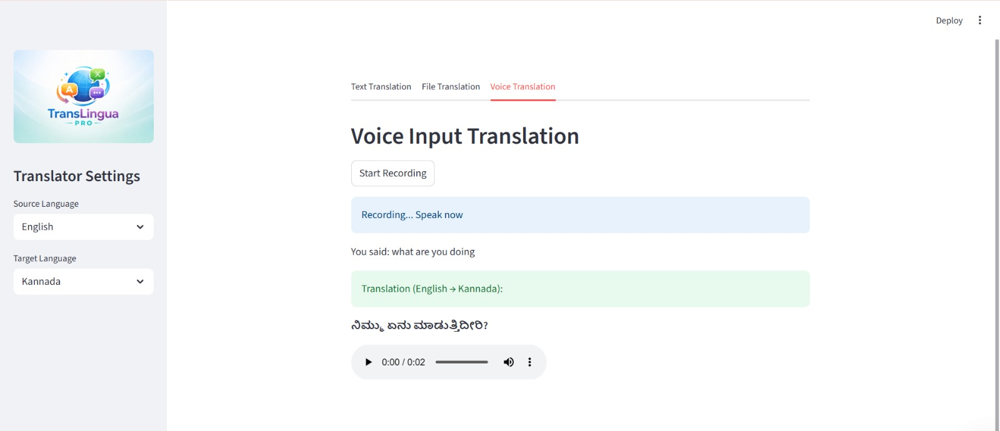 Deploy
A
文
TransLingua
PRO
Translator Settings
Source Language
English
Target Language
Kannada
Text Translation File Translation Voice Translation
Voice Input Translation
Start Recording
Recording... Speak now
You said: what are you doing
Translation (English → Kannada):
ನಿಮ್ಮು ಏನು ಮಾಡುತ್ತಿದೀರಿ?
0:00 / 0:02